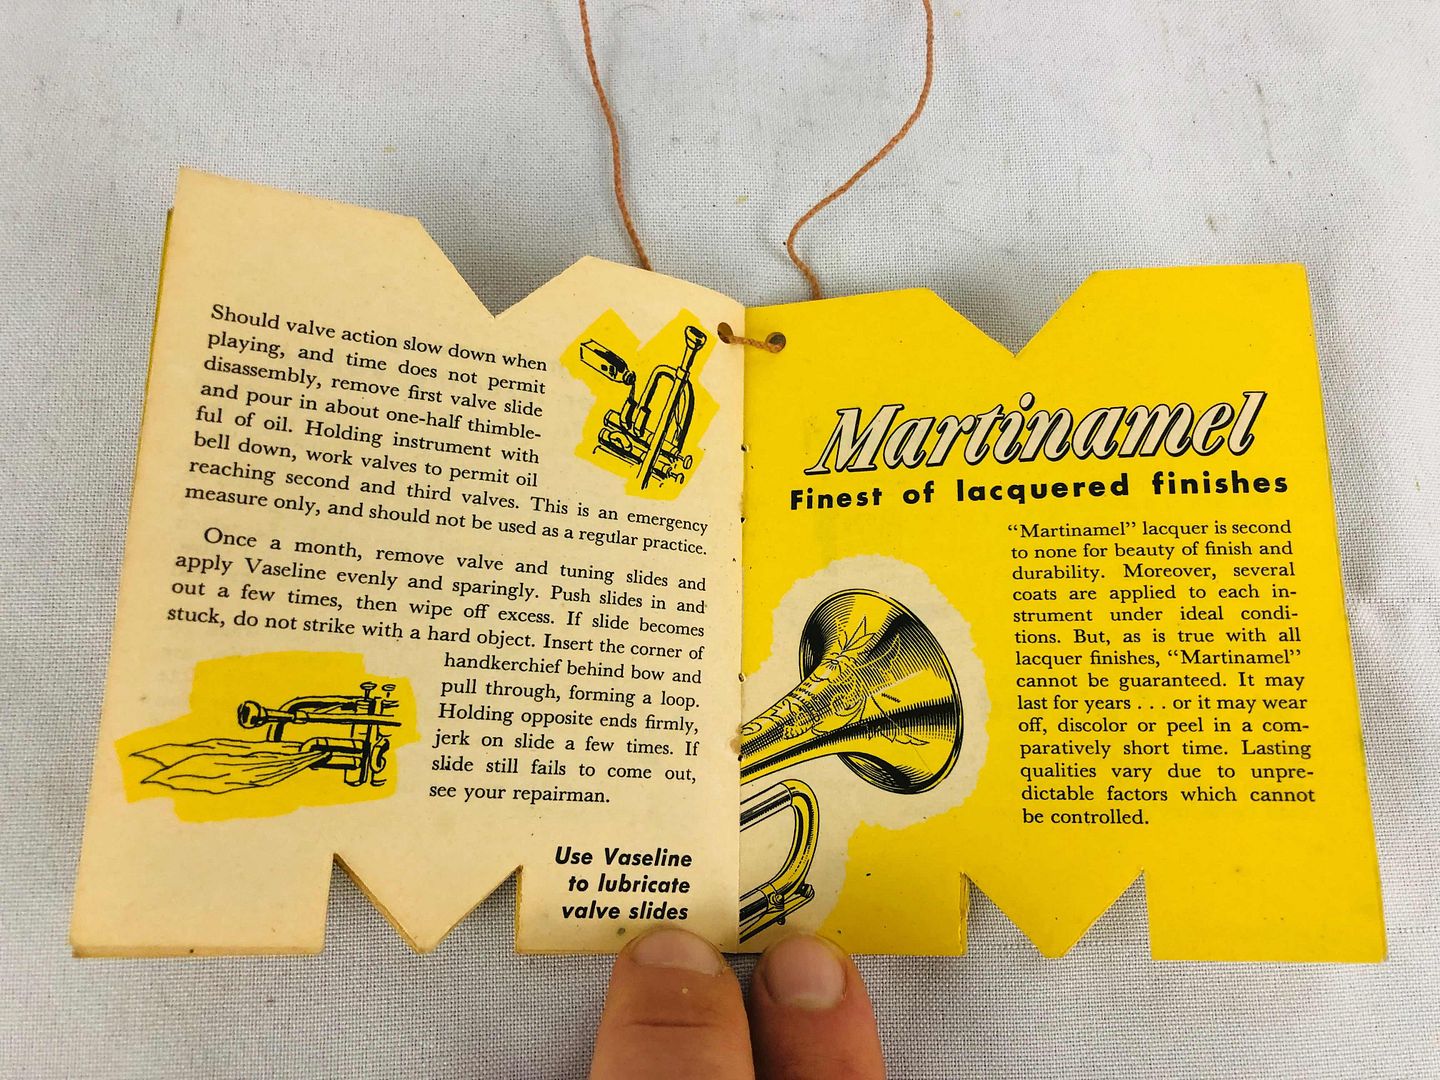 Should valve action slow down when
playing, and time does not permit
disassembly, remove first valve slide
and pour in about one-half thimble-
ful of oil. Holding instrument with
bell down, work valves to permit oil
reaching second and third valves. This is an emergency
measure only, and should not be used as a regular practice.
Once a month, remove valve and tuning slides and
apply Vaseline evenly and sparingly. Push slides in and
out a few times, then wipe off excess. If slide becomes
stuck, do not strike with a hard object. Insert the corner of
handkerchief behind bow and
pull through, forming a loop.
Holding opposite ends firmly,
jerk on slide a few times. If
slide still fails to come out,
see your repairman.
Use Vaseline
to lubricate
valve slides
Martinamel
Finest of lacquered finishes
“Martinamel” lacquer is second
to none for beauty of finish and
durability. Moreover, several
coats are applied to each in-
strument under ideal condi-
tions. But, as is true with all
lacquer finishes, “Martinamel”
cannot be guaranteed. It may
last for years . . . or it may wear
off, discolor or peel in a com-
paratively short time. Lasting
qualities vary due to unpre-
dictable factors which cannot
be controlled.